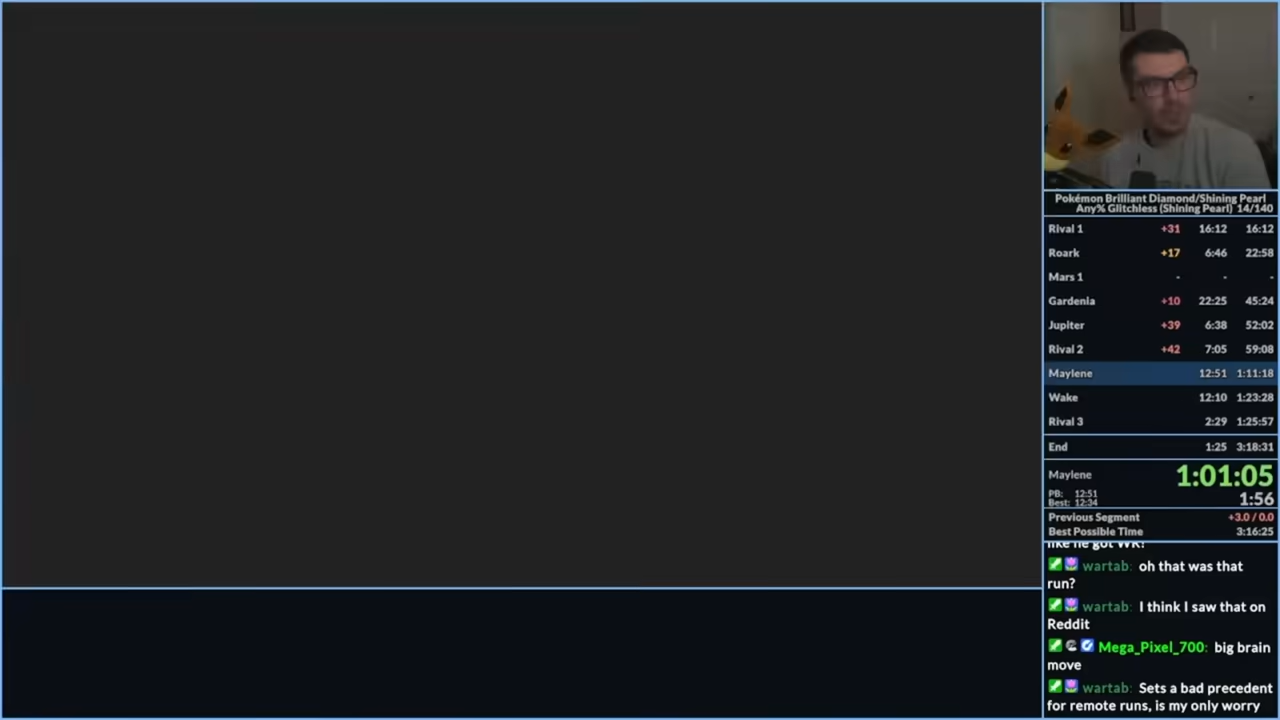 Pokémon Brilliant Diamond/Shining Pearl
Any% Glitchless (Shining Pearl) 14/140
Rival 1 +31 16:12 16:12
Roark +17 6:46 22:58
Mars 1 - - -
Gardenia +10 22:25 45:24
Jupiter +39 6:38 52:02
Rival 2 +42 7:05 59:08
Maylene 12:51 1:11:18
Wake 12:10 1:23:28
Rival 3 2:29 1:25:57
End 1:25 3:18:31
Maylene 1:01:05
PB: 12:51 1:56
Best: 12:34
Previous Segment +3.0 / 0.0
Best Possible Time 3:16:25
like he got WR?
wartab: oh that was that
run?
wartab: I think I saw that on
Reddit
Mega_Pixel_700: big brain
move
wartab: Sets a bad precedent
for remote runs, is my only worry